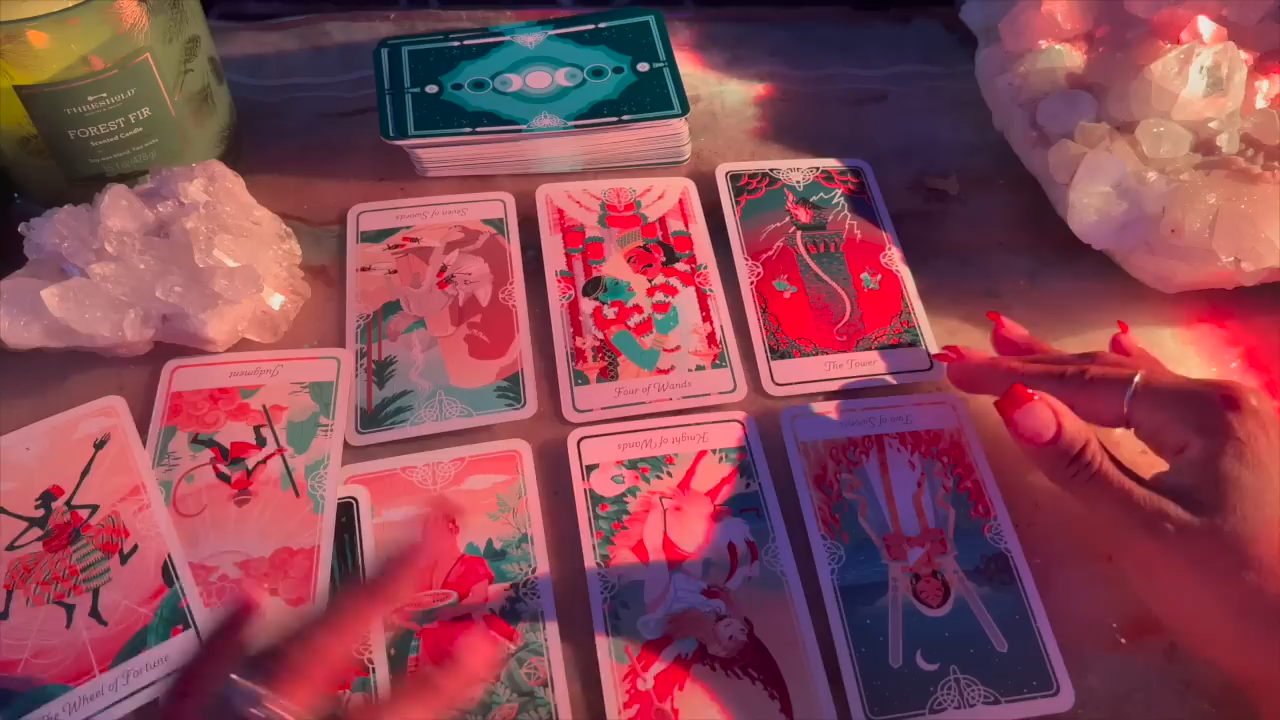 THRESHOLD
FOREST FIR
Scented Candle
Seven of Swords
Four of Wands
The Tower
Judgment
Knight of Wands
Two of Swords
The Wheel of Fortune